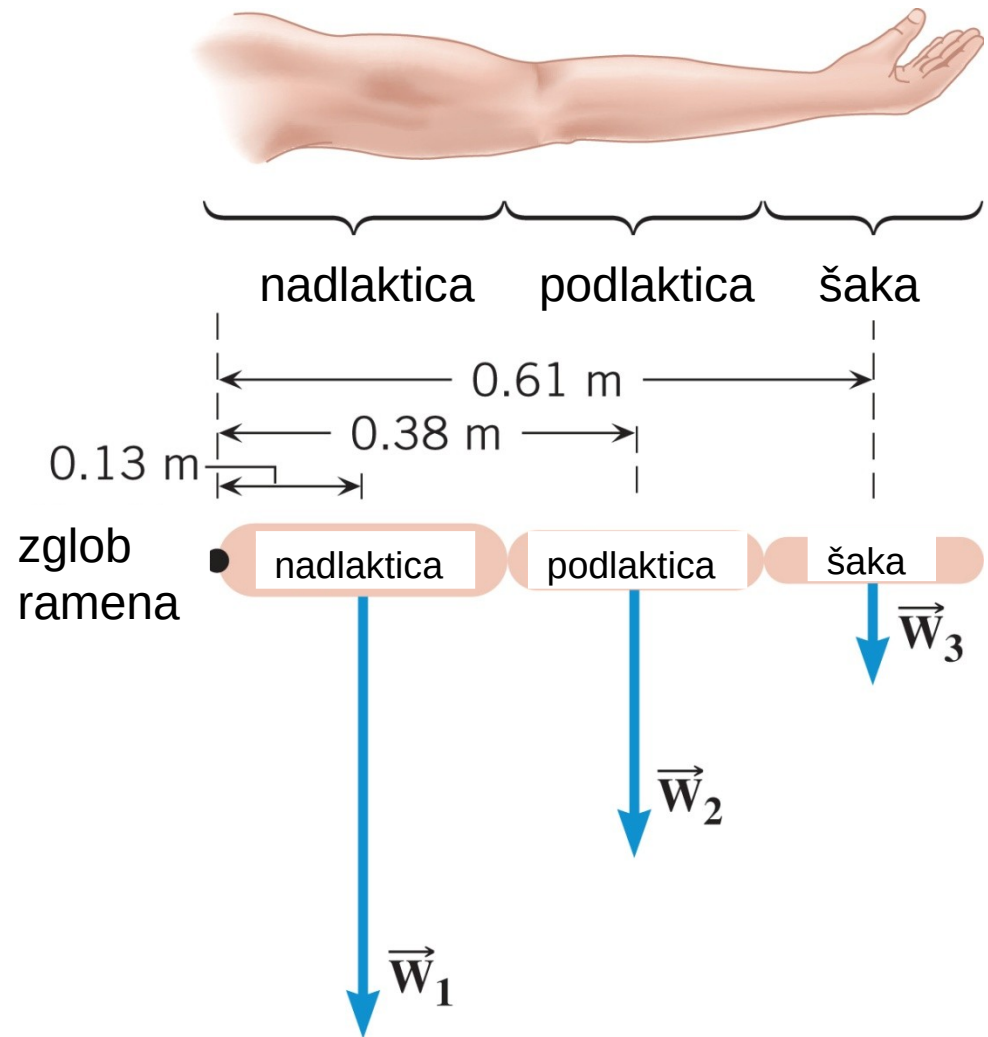 nadlaktica podlaktica šaka
0.61 m
0.38 m
0.13 m
zglob
ramena
nadlaktica podlaktica šaka
W₃
W₂
W₁